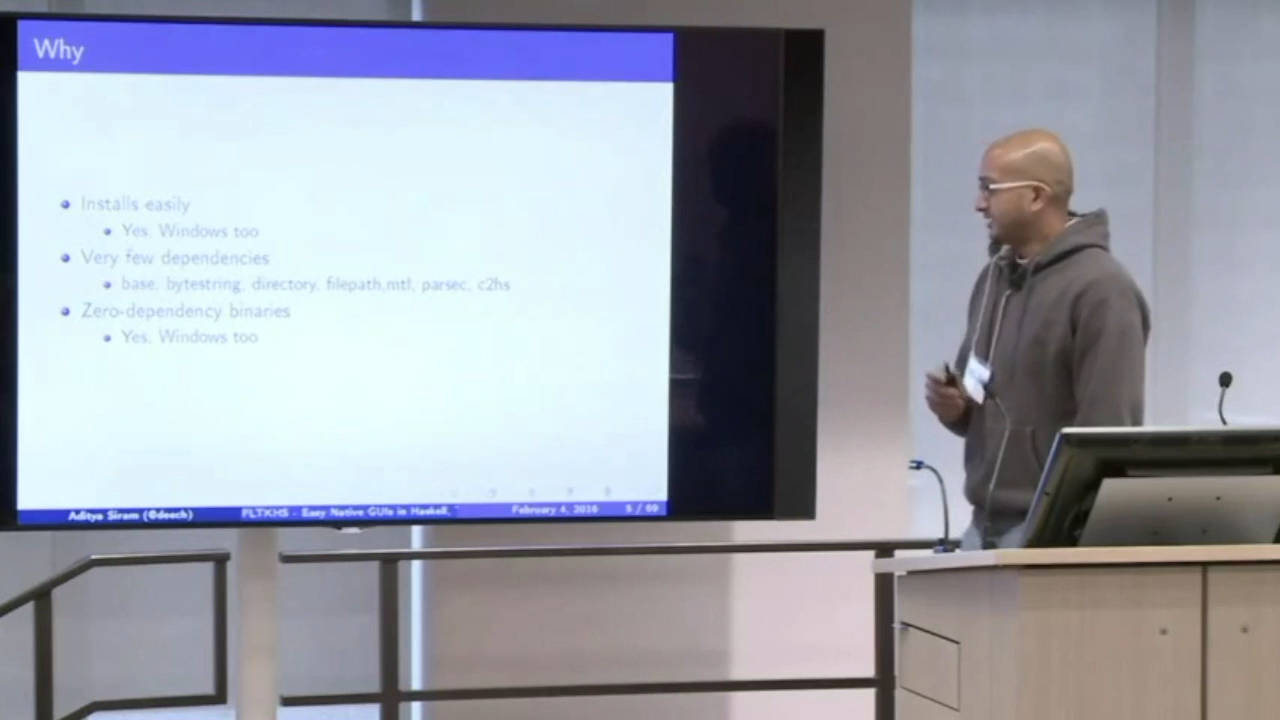 Why
Installs easily
Yes, Windows too
Very few dependencies
base, bytestring, directory, filepath,mtl, parsec, c2hs
Zero-dependency binaries
Yes, Windows too
Aditya Siram (@deech) FLTKHS - Easy Native GUIs in Haskell, February 4, 2016 5 / 69